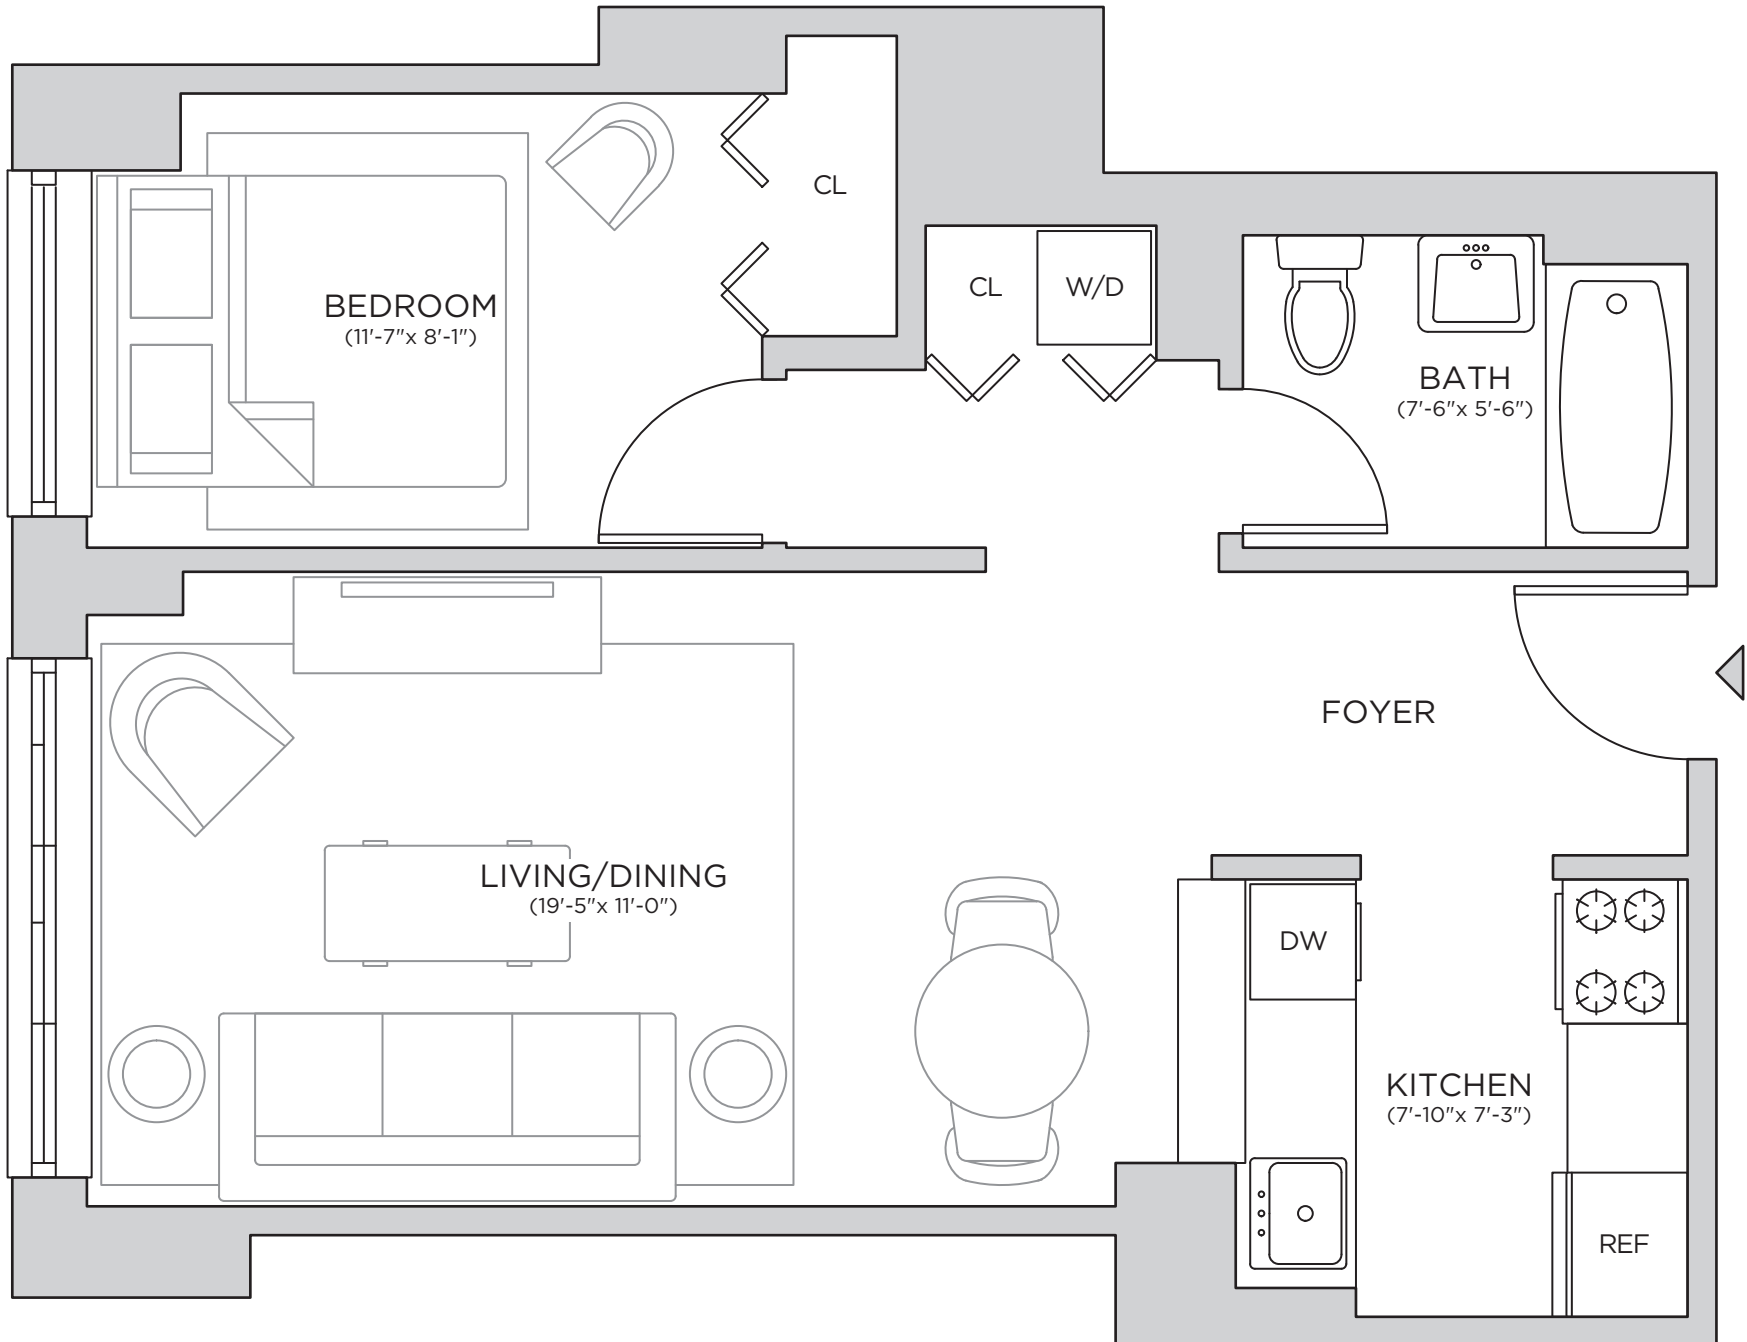 CL
BEDROOM
(11'-7"x 8'-1")
CL
W/D
BATH
(7'-6"x 5'-6")
FOYER
LIVING/DINING
(19'-5"x 11'-0")
DW
KITCHEN
(7'-10"x 7'-3")
REF